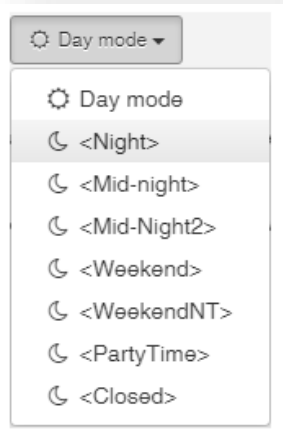 Day mode
Day mode
<Night>
<Mid-night>
<Mid-Night2>
<Weekend>
<WeekendNT>
<PartyTime>
<Closed>